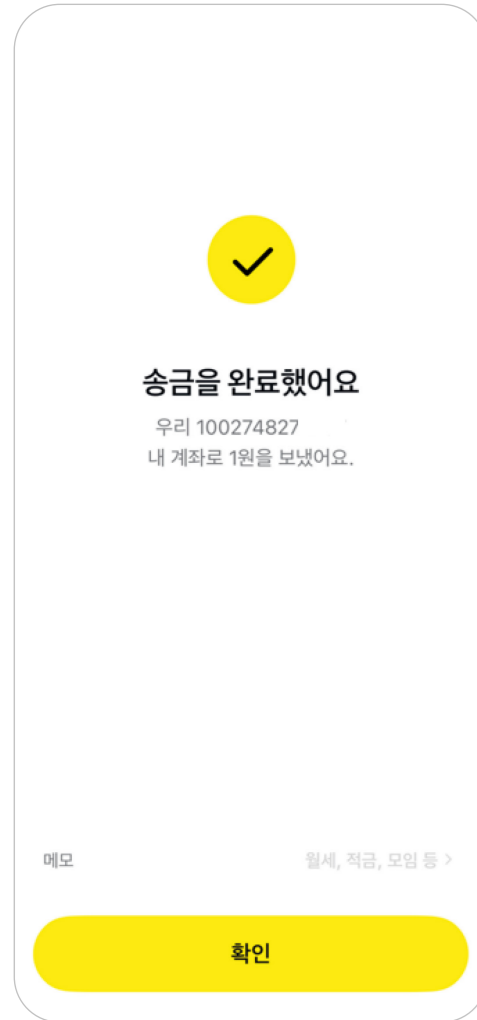 송금을 완료했어요
우리 100274827
내 계좌로 1원을 보냈어요.
메모 월세, 적금, 모임 등 >
확인